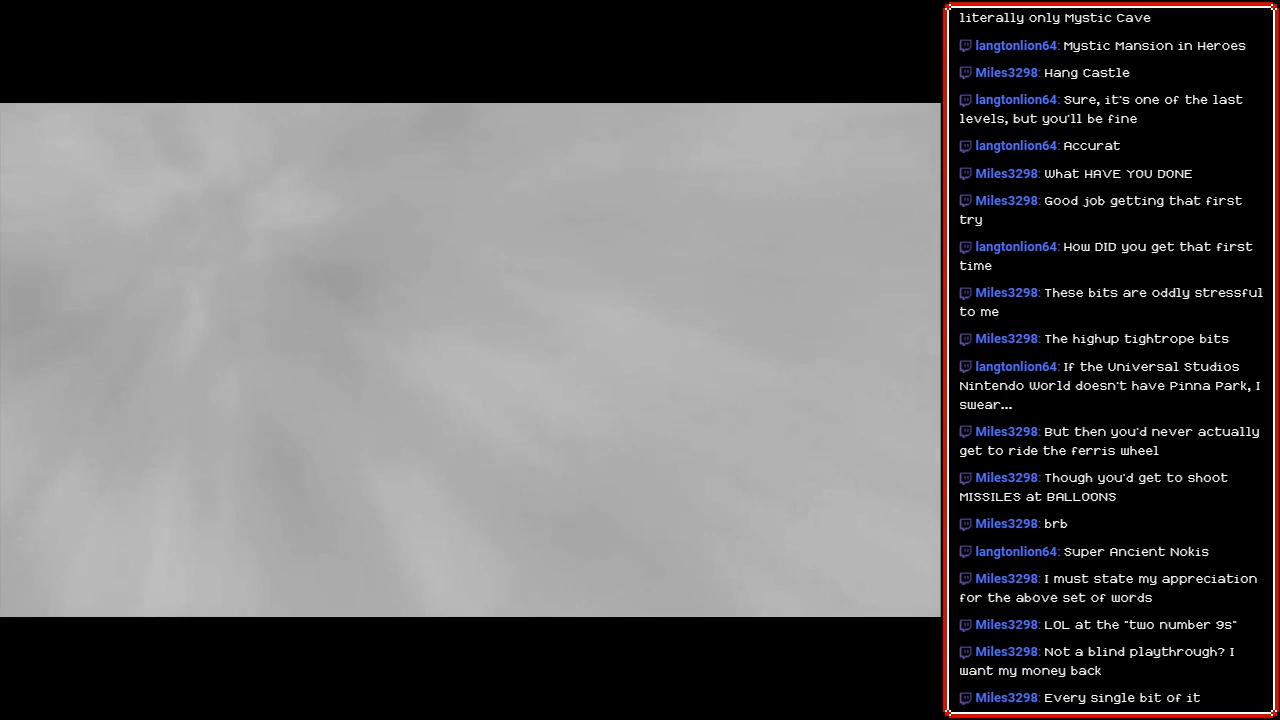 literally only Mystic Cave
langtonlion64: Mystic Mansion in Heroes
Miles3298: Hang Castle
langtonlion64: Sure, it's one of the last
levels, but you'll be fine
langtonlion64: Accurat
Miles3298: What HAVE YOU DONE
Miles3298: Good job getting that first
try
langtonlion64: How DID you get that first
time
Miles3298: These bits are oddly stressful
to me
Miles3298: The highup tightrope bits
langtonlion64: If the Universal Studios
Nintendo World doesn't have Pinna Park, I
swear...
Miles3298: But then you'd never actually
get to ride the ferris wheel
Miles3298: Though you'd get to shoot
MISSILES at BALLOONS
Miles3298: brb
langtonlion64: Super Ancient Nokis
Miles3298: I must state my appreciation
for the above set of words
Miles3298: LOL at the "two number 9s"
Miles3298: Not a blind playthrough? I
want my money back
Miles3298: Every single bit of it